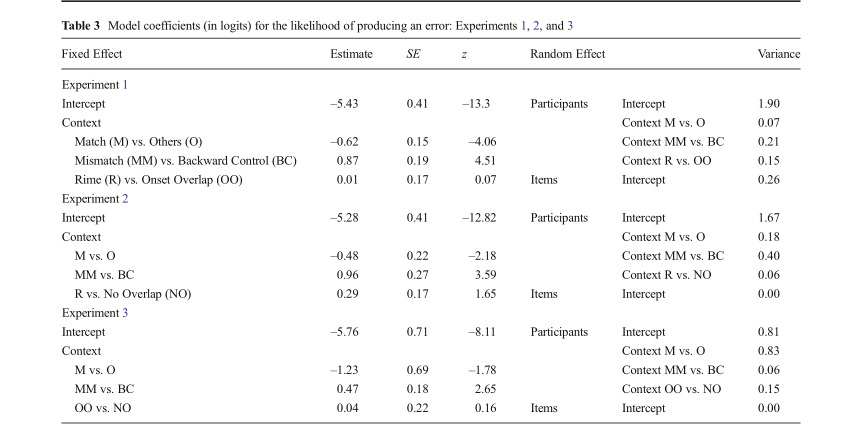 Table 3 Model coefficients (in logits) for the likelihood of producing an error: Experiments 1, 2, and 3
Fixed Effect Estimate SE z Random Effect Variance
Experiment 1
Intercept –5.43 0.41 –13.3 Participants Intercept 1.90
Context Context M vs. O 0.07
Match (M) vs. Others (O) –0.62 0.15 –4.06 Context MM vs. BC 0.21
Mismatch (MM) vs. Backward Control (BC) 0.87 0.19 4.51 Context R vs. OO 0.15
Rime (R) vs. Onset Overlap (OO) 0.01 0.17 0.07 Items Intercept 0.26
Experiment 2
Intercept –5.28 0.41 –12.82 Participants Intercept 1.67
Context Context M vs. O 0.18
M vs. O –0.48 0.22 –2.18 Context MM vs. BC 0.40
MM vs. BC 0.96 0.27 3.59 Context R vs. NO 0.06
R vs. No Overlap (NO) 0.29 0.17 1.65 Items Intercept 0.00
Experiment 3
Intercept –5.76 0.71 –8.11 Participants Intercept 0.81
Context Context M vs. O 0.83
M vs. O –1.23 0.69 –1.78 Context MM vs. BC 0.06
MM vs. BC 0.47 0.18 2.65 Context OO vs. NO 0.15
OO vs. NO 0.04 0.22 0.16 Items Intercept 0.00